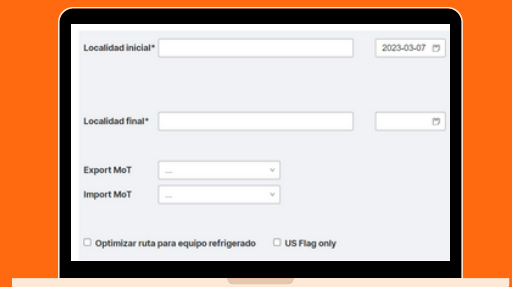 Localidad inicial*
2023-03-07
Localidad final*
Export MoT
...
Import MoT
...
Optimizar ruta para equipo refrigerado
US Flag only